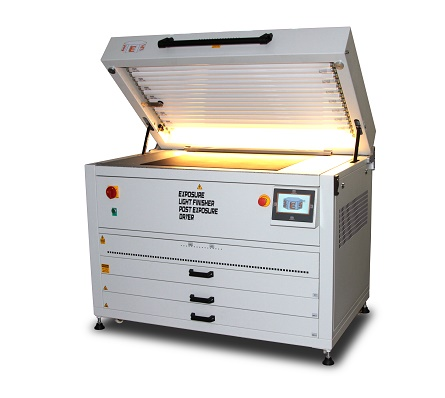 EXPOSURE
LIGHT FINISHER
POST EXPOSURE
DRYER